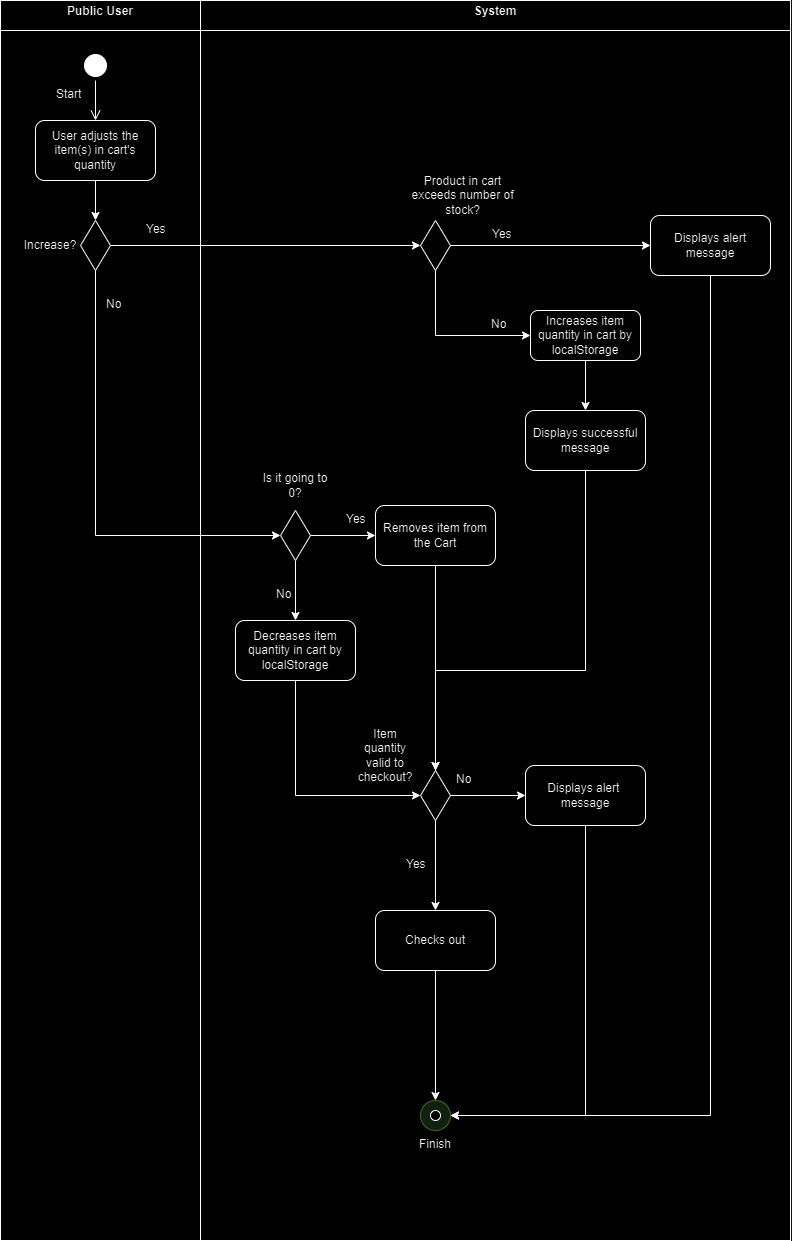 Public User
System
Start
User adjusts the
item(s) in cart's
quantity
Product in cart
exceeds number of
stock?
Increase?
Yes
Yes
Displays alert
message
No
No
Increases item
quantity in cart by
localStorage
Displays successful
message
Is it going to
0?
Yes
Removes item from
the Cart
No
Decreases item
quantity in cart by
localStorage
Item
quantity
valid to
checkout?
No
Displays alert
message
Yes
Checks out
Finish